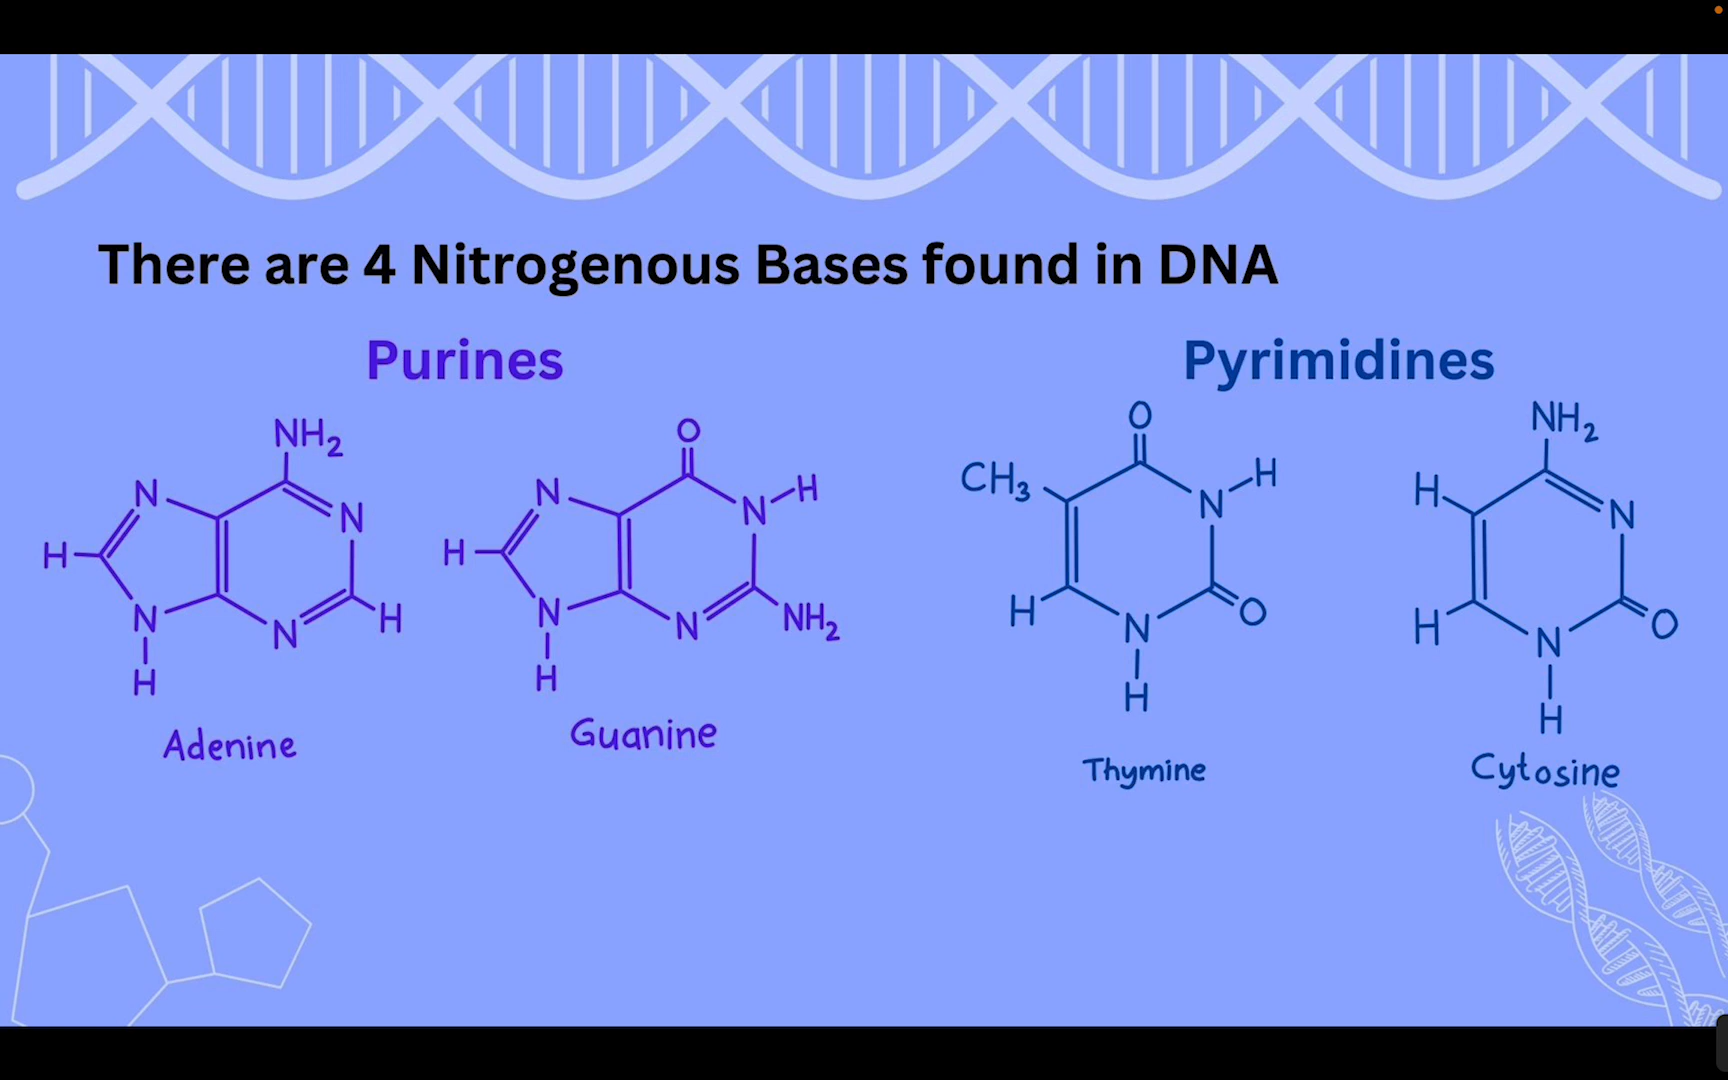 There are 4 Nitrogenous Bases found in DNA
Purines
Pyrimidines
NH2
N
N
H
N
H
N
H
Adenine
O
N
N
H
H
N
H
N
NH2
Guanine
O
CH3
N
H
H
N
H
O
Thymine
NH2
H
N
H
N
H
O
Cytosine